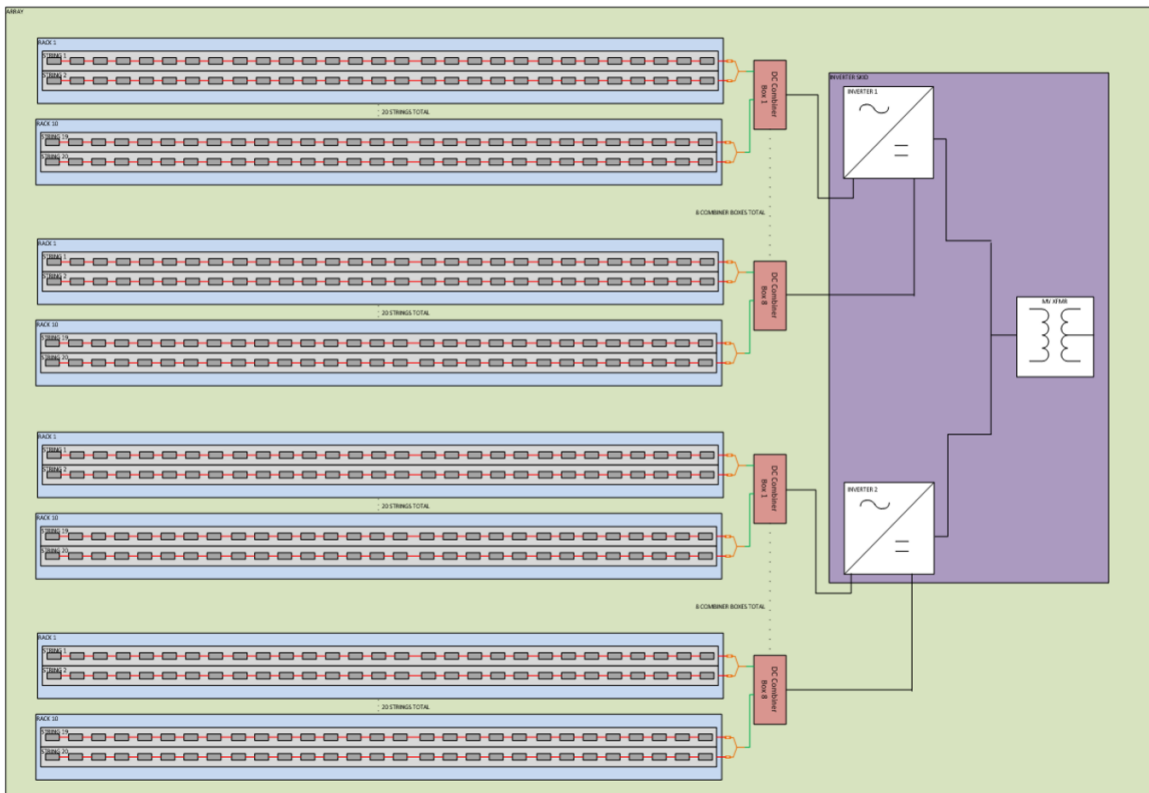 ARRAY
RACK 1
STRING 1
STRING 2
20 STRINGS TOTAL
RACK 10
STRING 19
STRING 20
DC Combiner
Box 1
8 COMBINER BOXES TOTAL
RACK 1
STRING 1
STRING 2
20 STRINGS TOTAL
RACK 10
STRING 19
STRING 20
DC Combiner
Box 8
INVERTER SKID
INVERTER 1
MV XFMR
RACK 1
STRING 1
STRING 2
20 STRINGS TOTAL
RACK 10
STRING 19
STRING 20
DC Combiner
Box 1
INVERTER 2
8 COMBINER BOXES TOTAL
RACK 1
STRING 1
STRING 2
20 STRINGS TOTAL
RACK 10
STRING 19
STRING 20
DC Combiner
Box 8